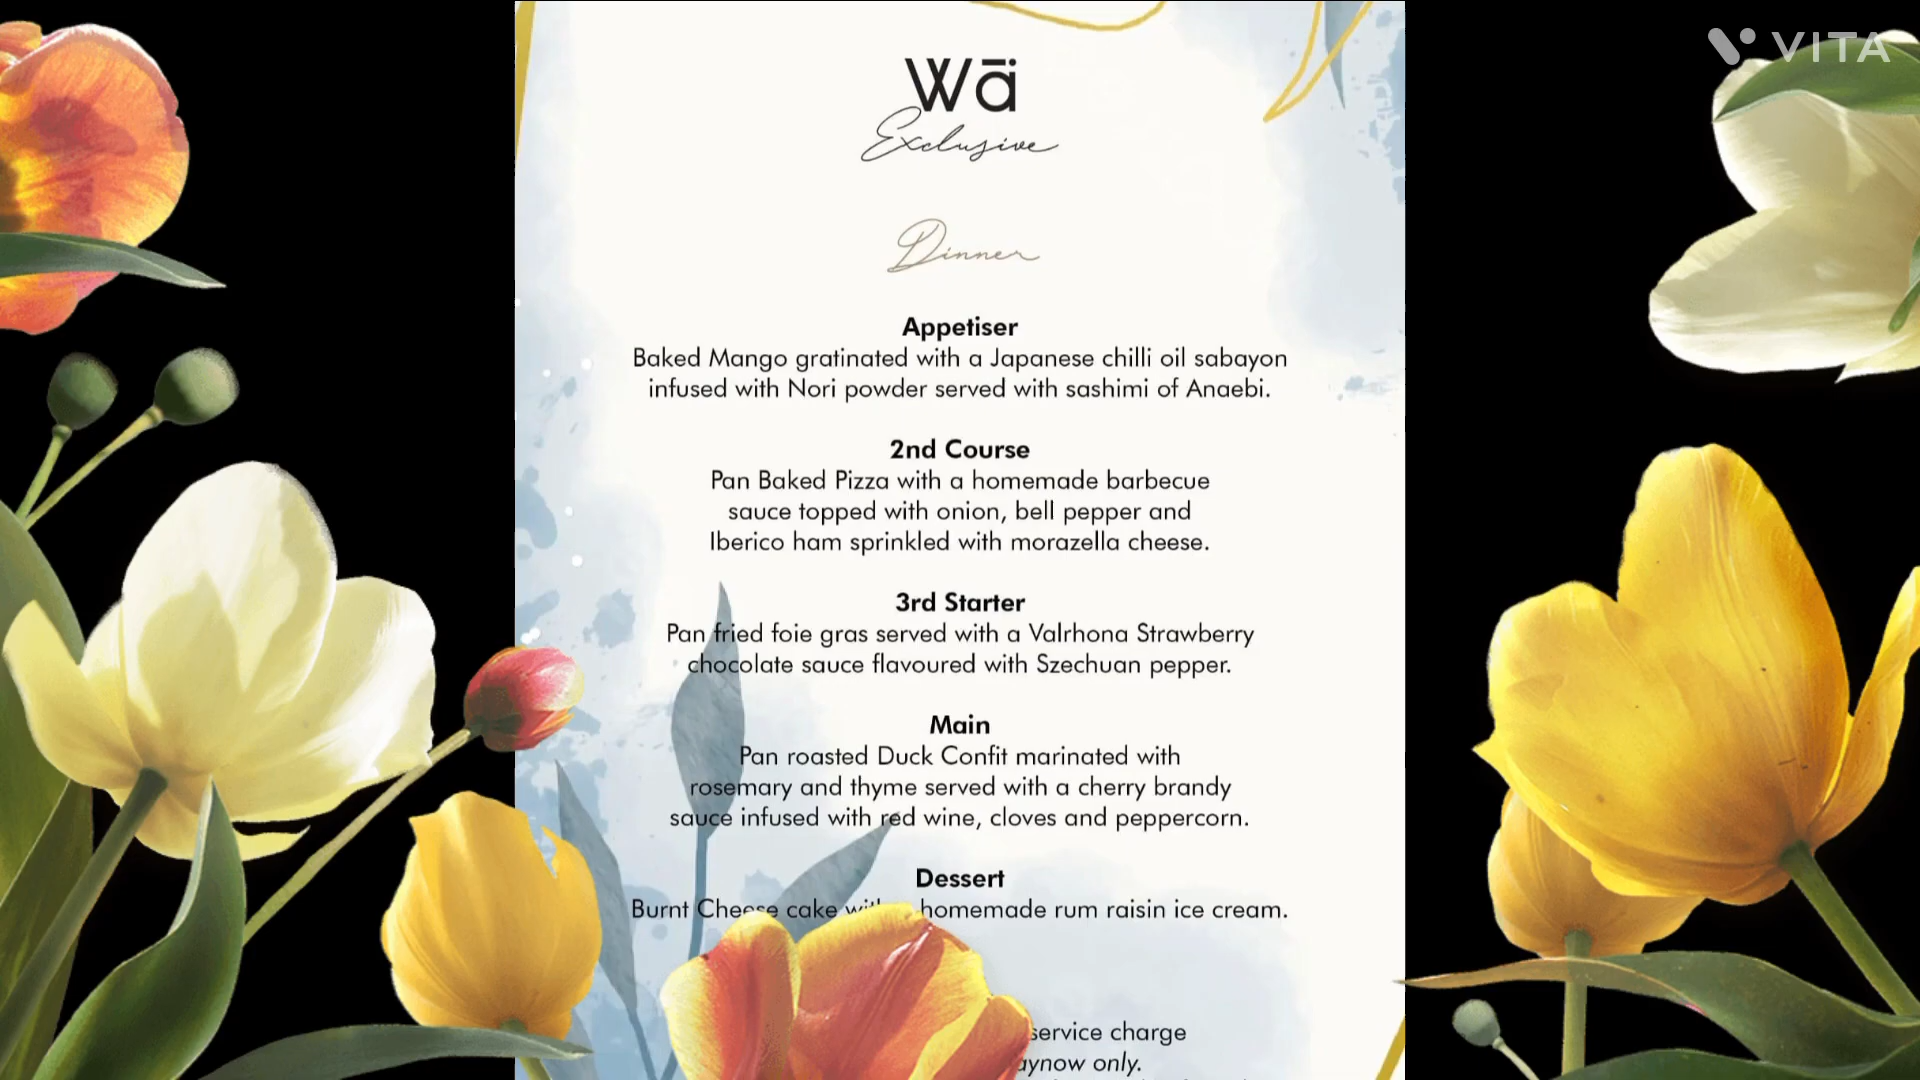 VITA
Wā
Exclusive
Dinner
Appetiser
Baked Mango gratinated with a Japanese chilli oil sabayon
infused with Nori powder served with sashimi of Anaebi.
2nd Course
Pan Baked Pizza with a homemade barbecue
sauce topped with onion, bell pepper and
Iberico ham sprinkled with morazella cheese.
3rd Starter
Pan fried foie gras served with a Valrhona Strawberry
chocolate sauce flavoured with Szechuan pepper.
Main
Pan roasted Duck Confit marinated with
rosemary and thyme served with a cherry brandy
sauce infused with red wine, cloves and peppercorn.
Dessert
Burnt Cheese cake homemade rum raisin ice cream.
service charge
only.